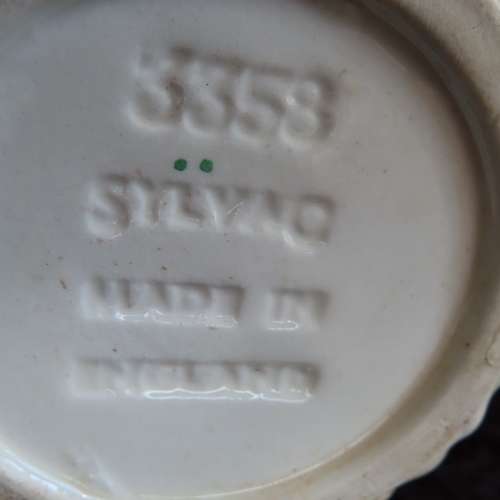 3358
SYLVAC
MADE IN
ENGLAND